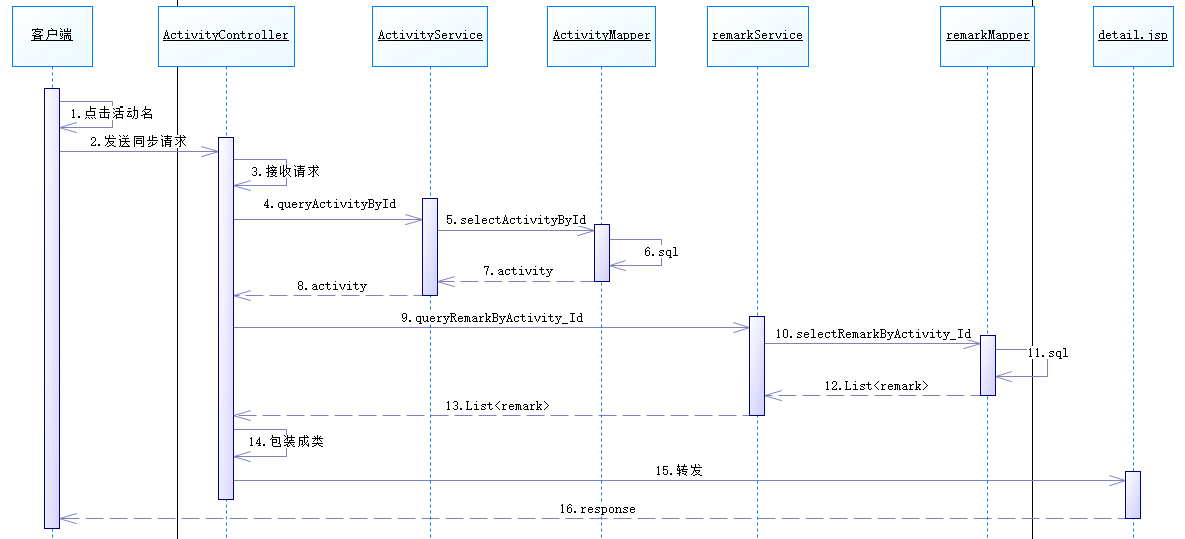 客户端
ActivityController
ActivityService
ActivityMapper
remarkService
remarkMapper
detail.jsp
1.点击活动名
2.发送同步请求
3.接收请求
4.queryActivityById
5.selectActivityById
6.sql
7.activity
8.activity
9.queryRemarkByActivity_Id
10.selectRemarkByActivity_Id
11.sql
12.List<remark>
13.List<remark>
14.包装成类
15.转发
16.response